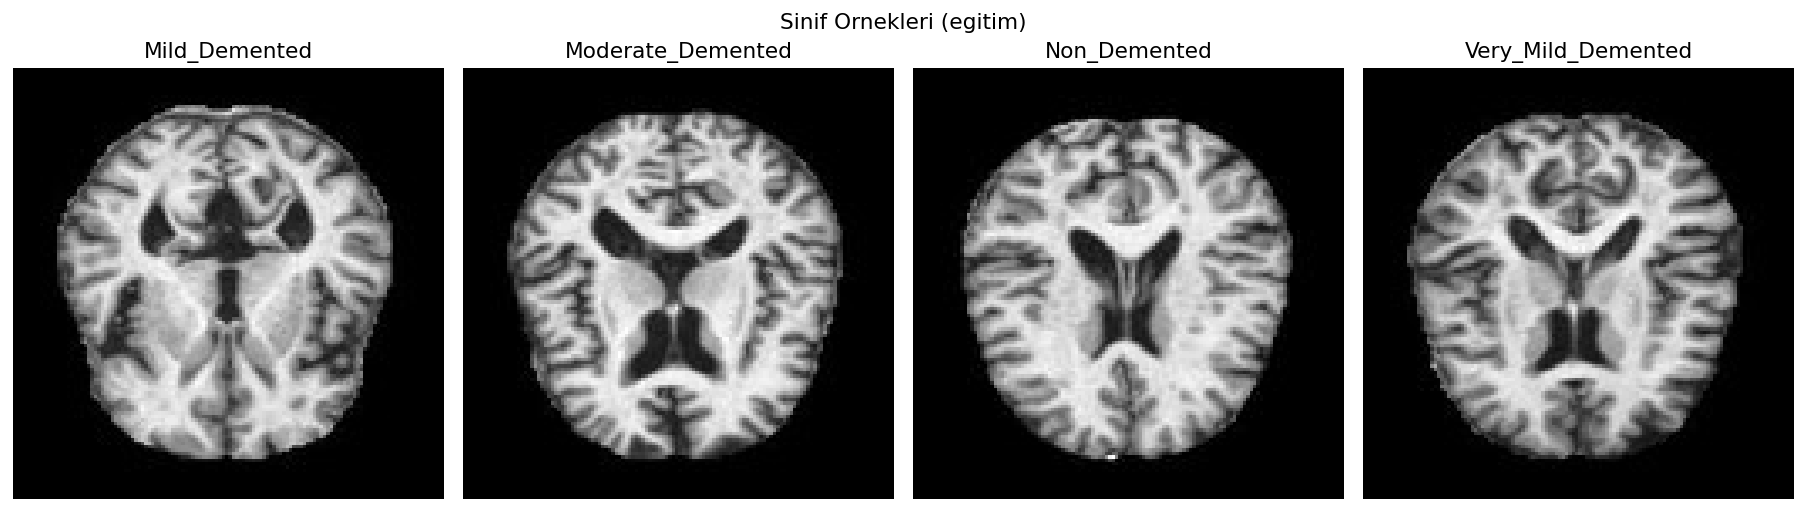 Sinif Ornekleri (egitim)
Mild_Demented
Moderate_Demented
Non_Demented
Very_Mild_Demented